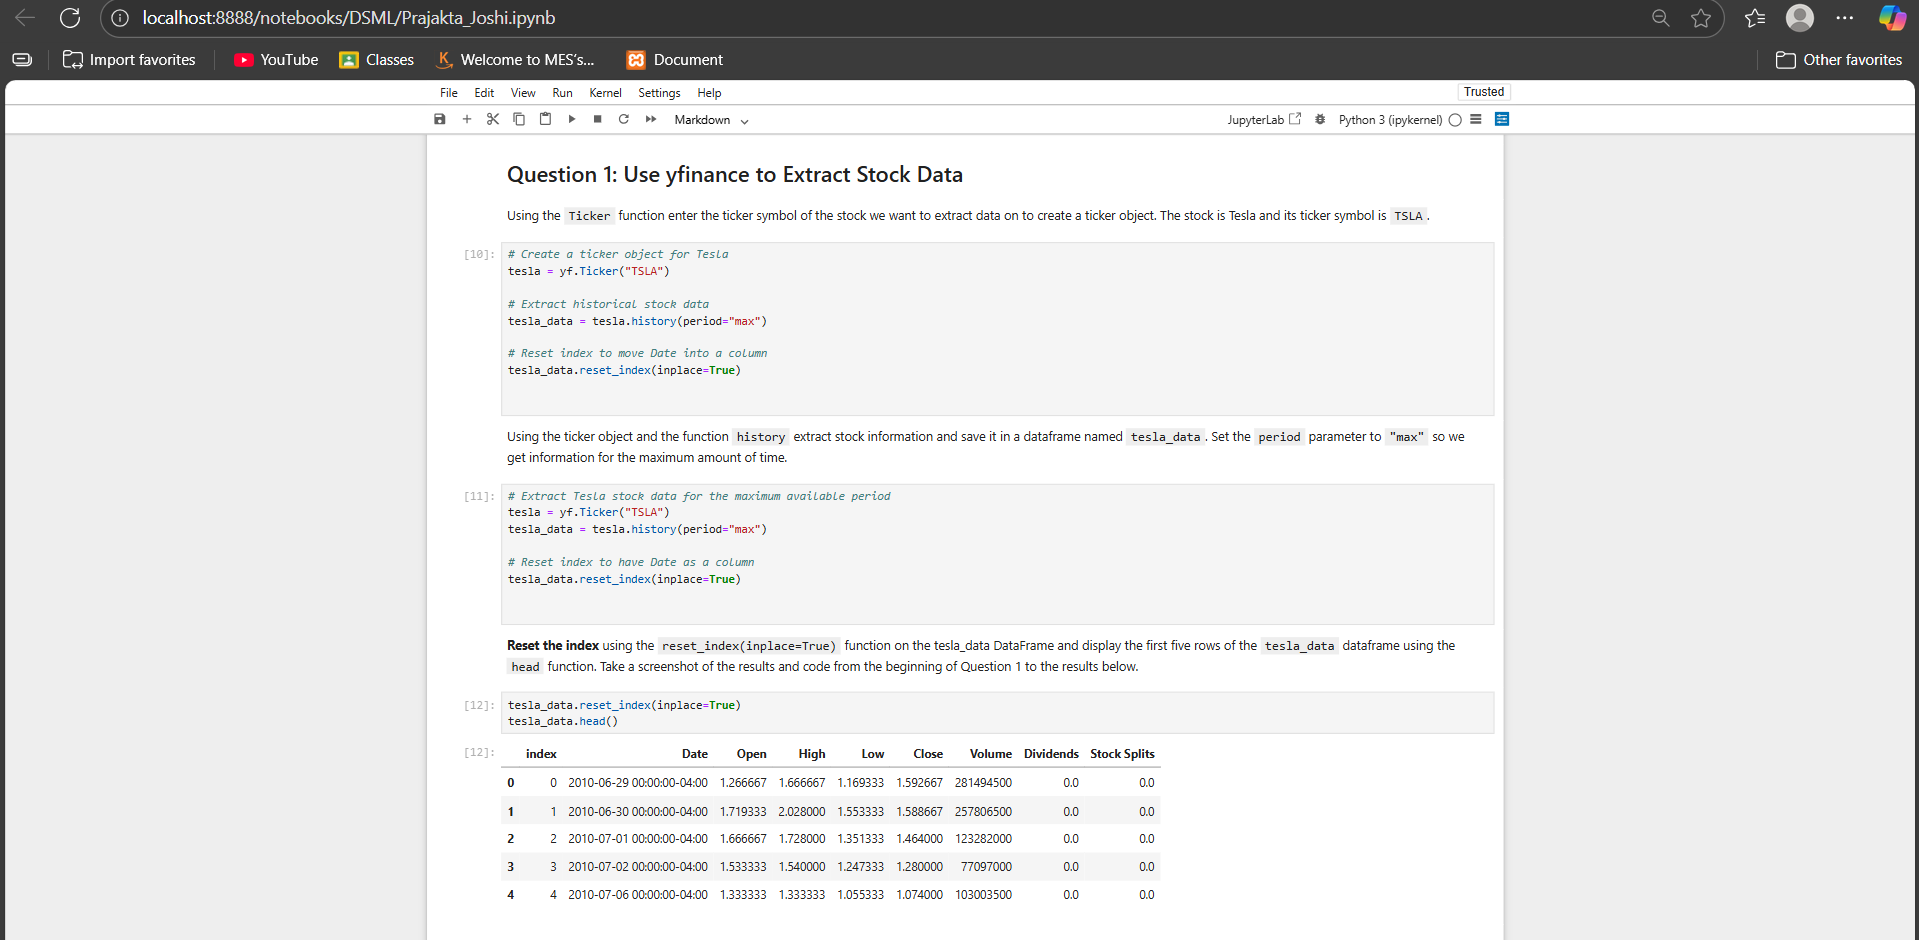 localhost:8888/notebooks/DSML/Prajakta_Joshi.ipynb
Import favorites YouTube Classes Welcome to MES's... Document Other favorites
File Edit View Run Kernel Settings Help Trusted
Markdown JupyterLab Python 3 (ipykernel)
Question 1: Use yfinance to Extract Stock Data
Using the Ticker function enter the ticker symbol of the stock we want to extract data on to create a ticker object. The stock is Tesla and its ticker symbol is TSLA .
[10]: # Create a ticker object for Tesla
tesla = yf.Ticker("TSLA")
# Extract historical stock data
tesla_data = tesla.history(period="max")
# Reset index to move Date into a column
tesla_data.reset_index(inplace=True)
Using the ticker object and the function history extract stock information and save it in a dataframe named tesla_data . Set the period parameter to "max" so we
get information for the maximum amount of time.
[11]: # Extract Tesla stock data for the maximum available period
tesla = yf.Ticker("TSLA")
tesla_data = tesla.history(period="max")
# Reset index to have Date as a column
tesla_data.reset_index(inplace=True)
Reset the index using the reset_index(inplace=True) function on the tesla_data DataFrame and display the first five rows of the tesla_data dataframe using the
head function. Take a screenshot of the results and code from the beginning of Question 1 to the results below.
[12]: tesla_data.reset_index(inplace=True)
tesla_data.head()
[12]: index Date Open High Low Close Volume Dividends Stock Splits
0 0 2010-06-29 00:00:00-04:00 1.266667 1.666667 1.169333 1.592667 281494500 0.0 0.0
1 1 2010-06-30 00:00:00-04:00 1.719333 2.028000 1.553333 1.588667 257806500 0.0 0.0
2 2 2010-07-01 00:00:00-04:00 1.666667 1.728000 1.351333 1.464000 123282000 0.0 0.0
3 3 2010-07-02 00:00:00-04:00 1.533333 1.540000 1.247333 1.280000 77097000 0.0 0.0
4 4 2010-07-06 00:00:00-04:00 1.333333 1.333333 1.055333 1.074000 103003500 0.0 0.0